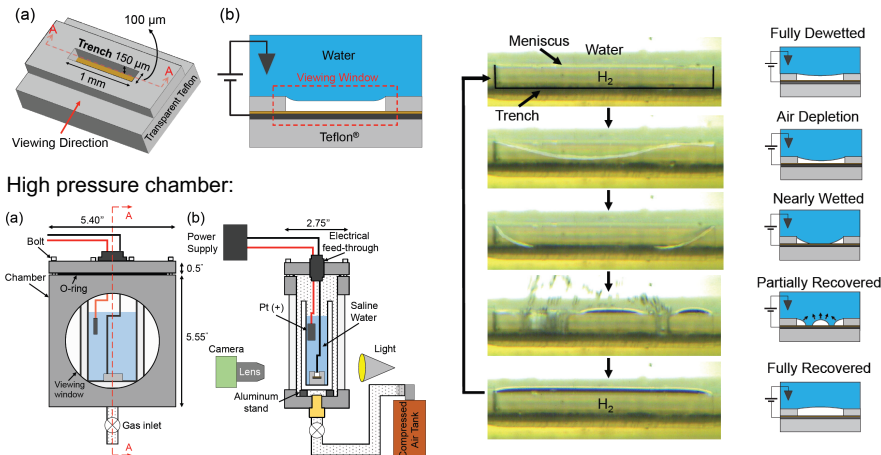 (a)
100 μm
A
Trench
150 μm
A
1 mm
Transparent Teflon
Viewing Direction
(b)
Water
Viewing Window
Teflon®
High pressure chamber:
(a)
5.40"
A
Bolt
Chamber
O-ring
0.5"
5.55"
Viewing
window
Gas inlet
A
(b)
2.75"
Power
Supply
Electrical
feed-through
Pt (+)
Saline
Water
Camera
Lens
Light
Aluminum
stand
Compressed
Air Tank
Meniscus
Water
H2
Trench
H2
Fully Dewetted
Air Depletion
Nearly Wetted
Partially Recovered
Fully Recovered